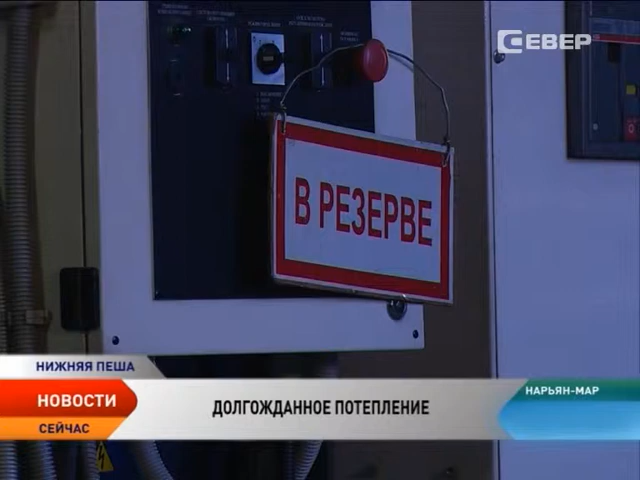 СЕВЕР
В РЕЗЕРВЕ
НИЖНЯЯ ПЕША
НОВОСТИ
СЕЙЧАС
ДОЛГОЖДАННОЕ ПОТЕПЛЕНИЕ
НАРЬЯН-МАР